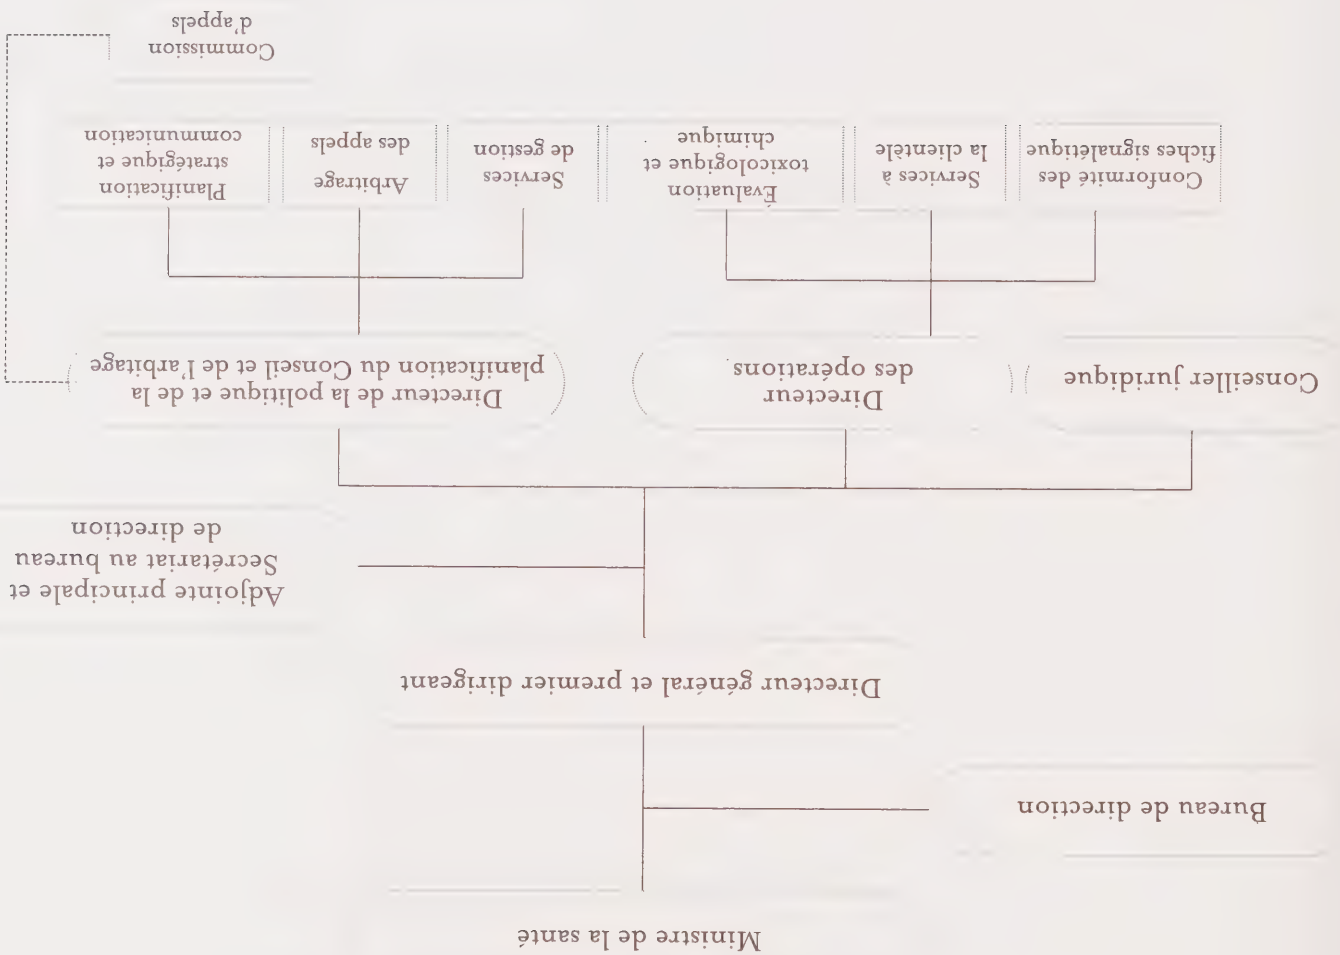 Ministre de la santé
Bureau de direction
Directeur général et premier dirigeant
Adjointe principale et
Secrétariat au bureau
de direction
Conseiller juridique
Directeur
des opérations
Directeur de la politique et de la
planification du Conseil et de l'arbitage
Conformité des
fiches signalétique
Services à
la clientèle
Évaluation
toxicologique et
chimique
Services
de gestion
Arbitrage
des appels
Planification
stratégique et
communication
Commission
d'appels